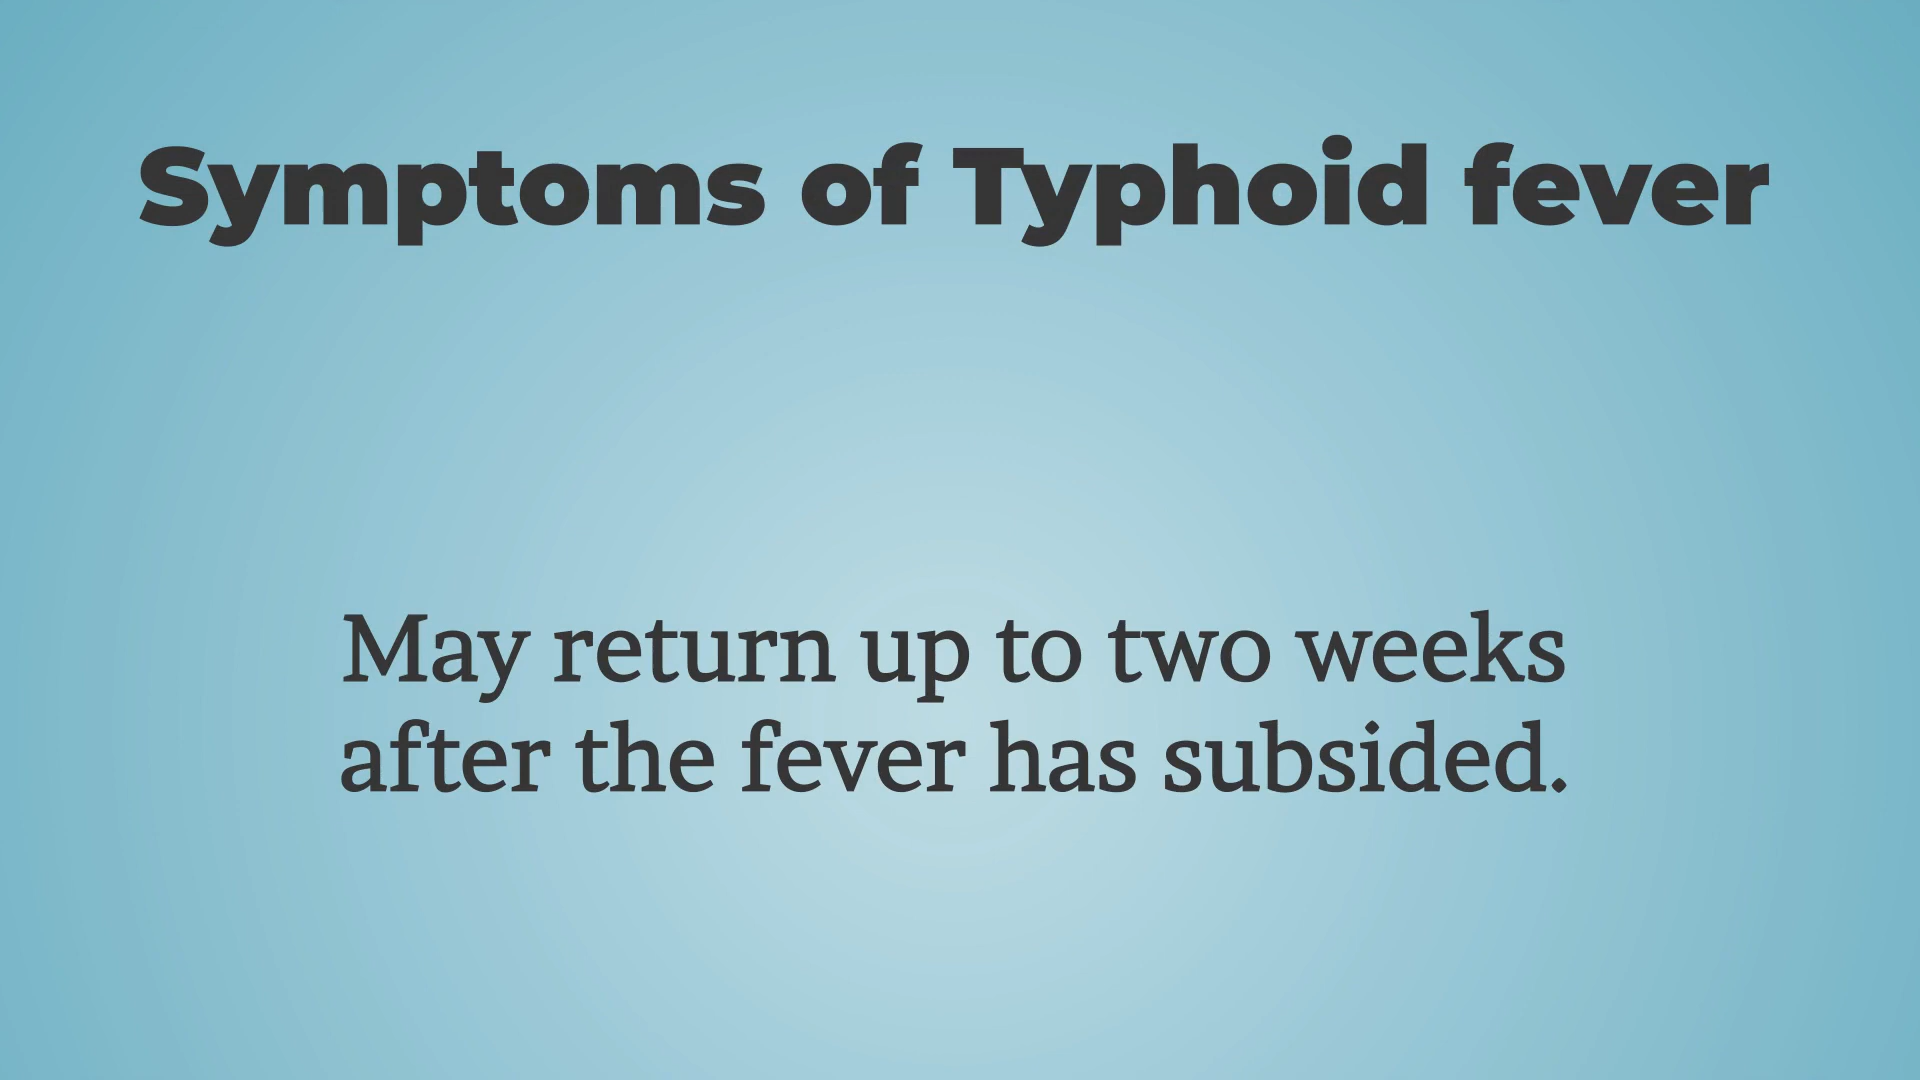 Symptoms of Typhoid fever
May return up to two weeks
after the fever has subsided.